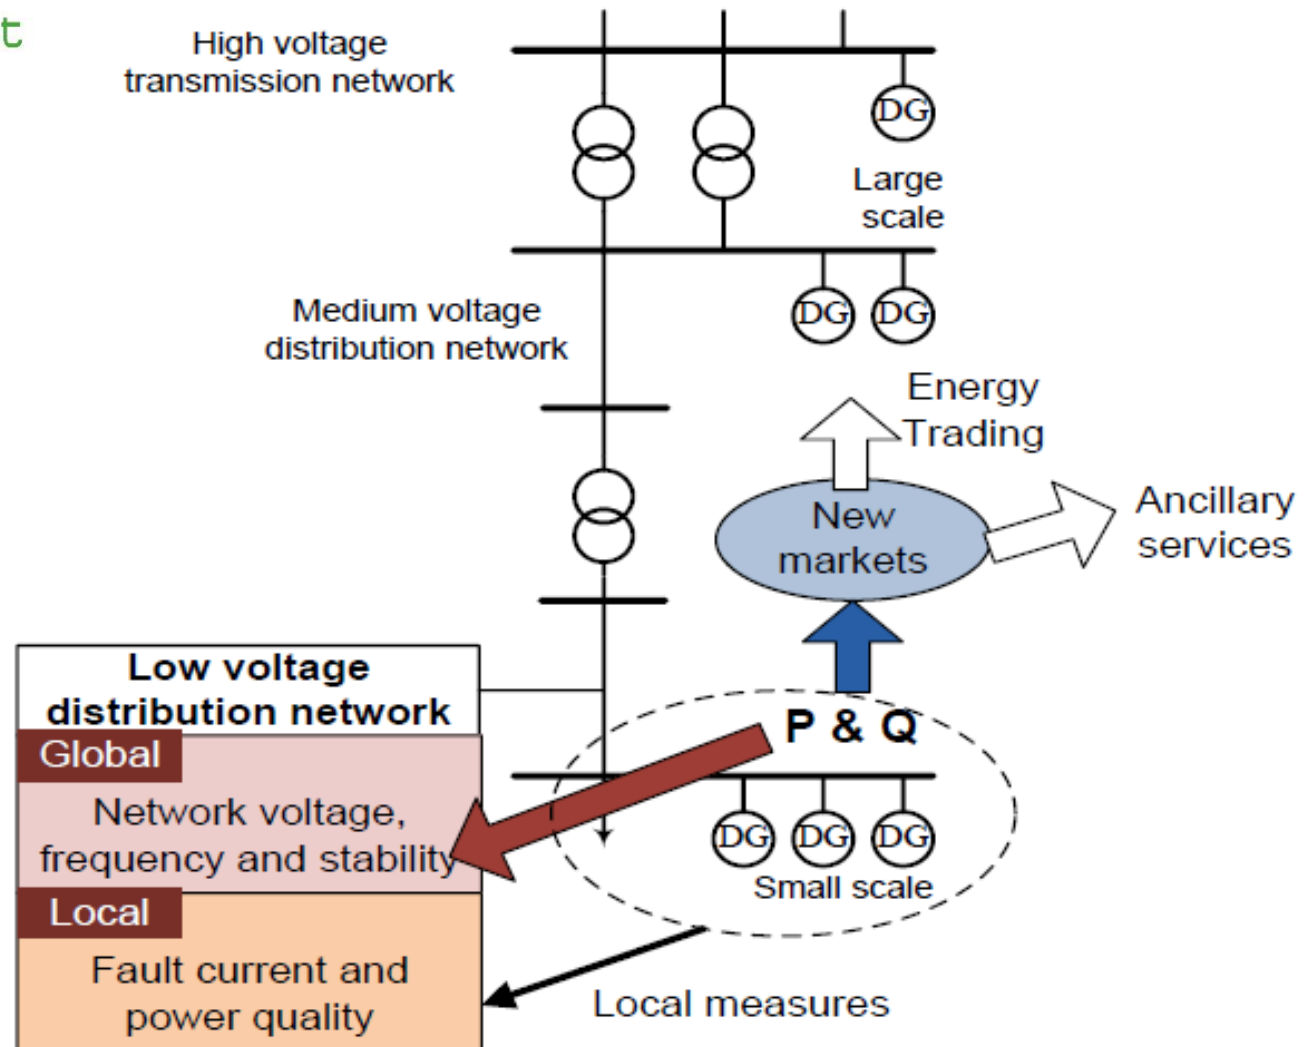 t
High voltage
transmission network
DG
Large
scale
Medium voltage
distribution network
DG DG
Energy
Trading
New
markets
Ancillary
services
Low voltage
distribution network
P & Q
Global
Network voltage,
frequency and stability
DG DG DG
Small scale
Local
Fault current and
power quality
Local measures